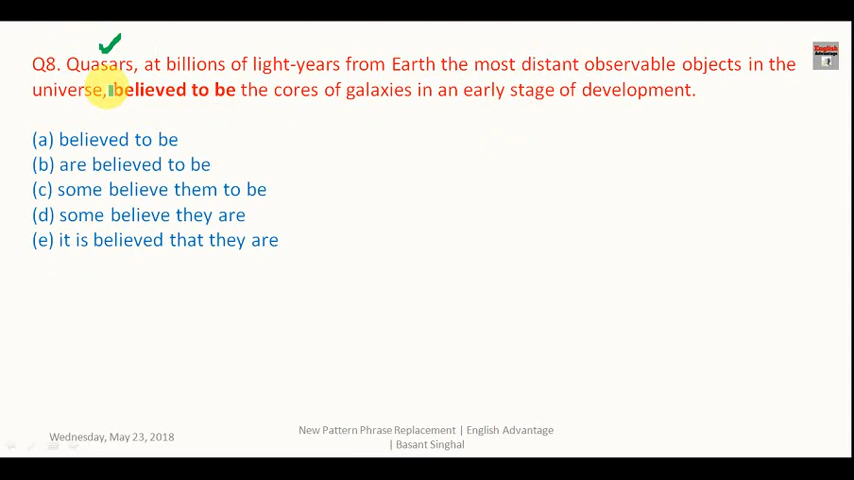 Q8. Quasars, at billions of light-years from Earth the most distant observable objects in the
universe, believed to be the cores of galaxies in an early stage of development.
(a) believed to be
(b) are believed to be
(c) some believe them to be
(d) some believe they are
(e) it is believed that they are
English
Advantage
Wednesday, May 23, 2018
New Pattern Phrase Replacement | English Advantage
| Basant Singhal